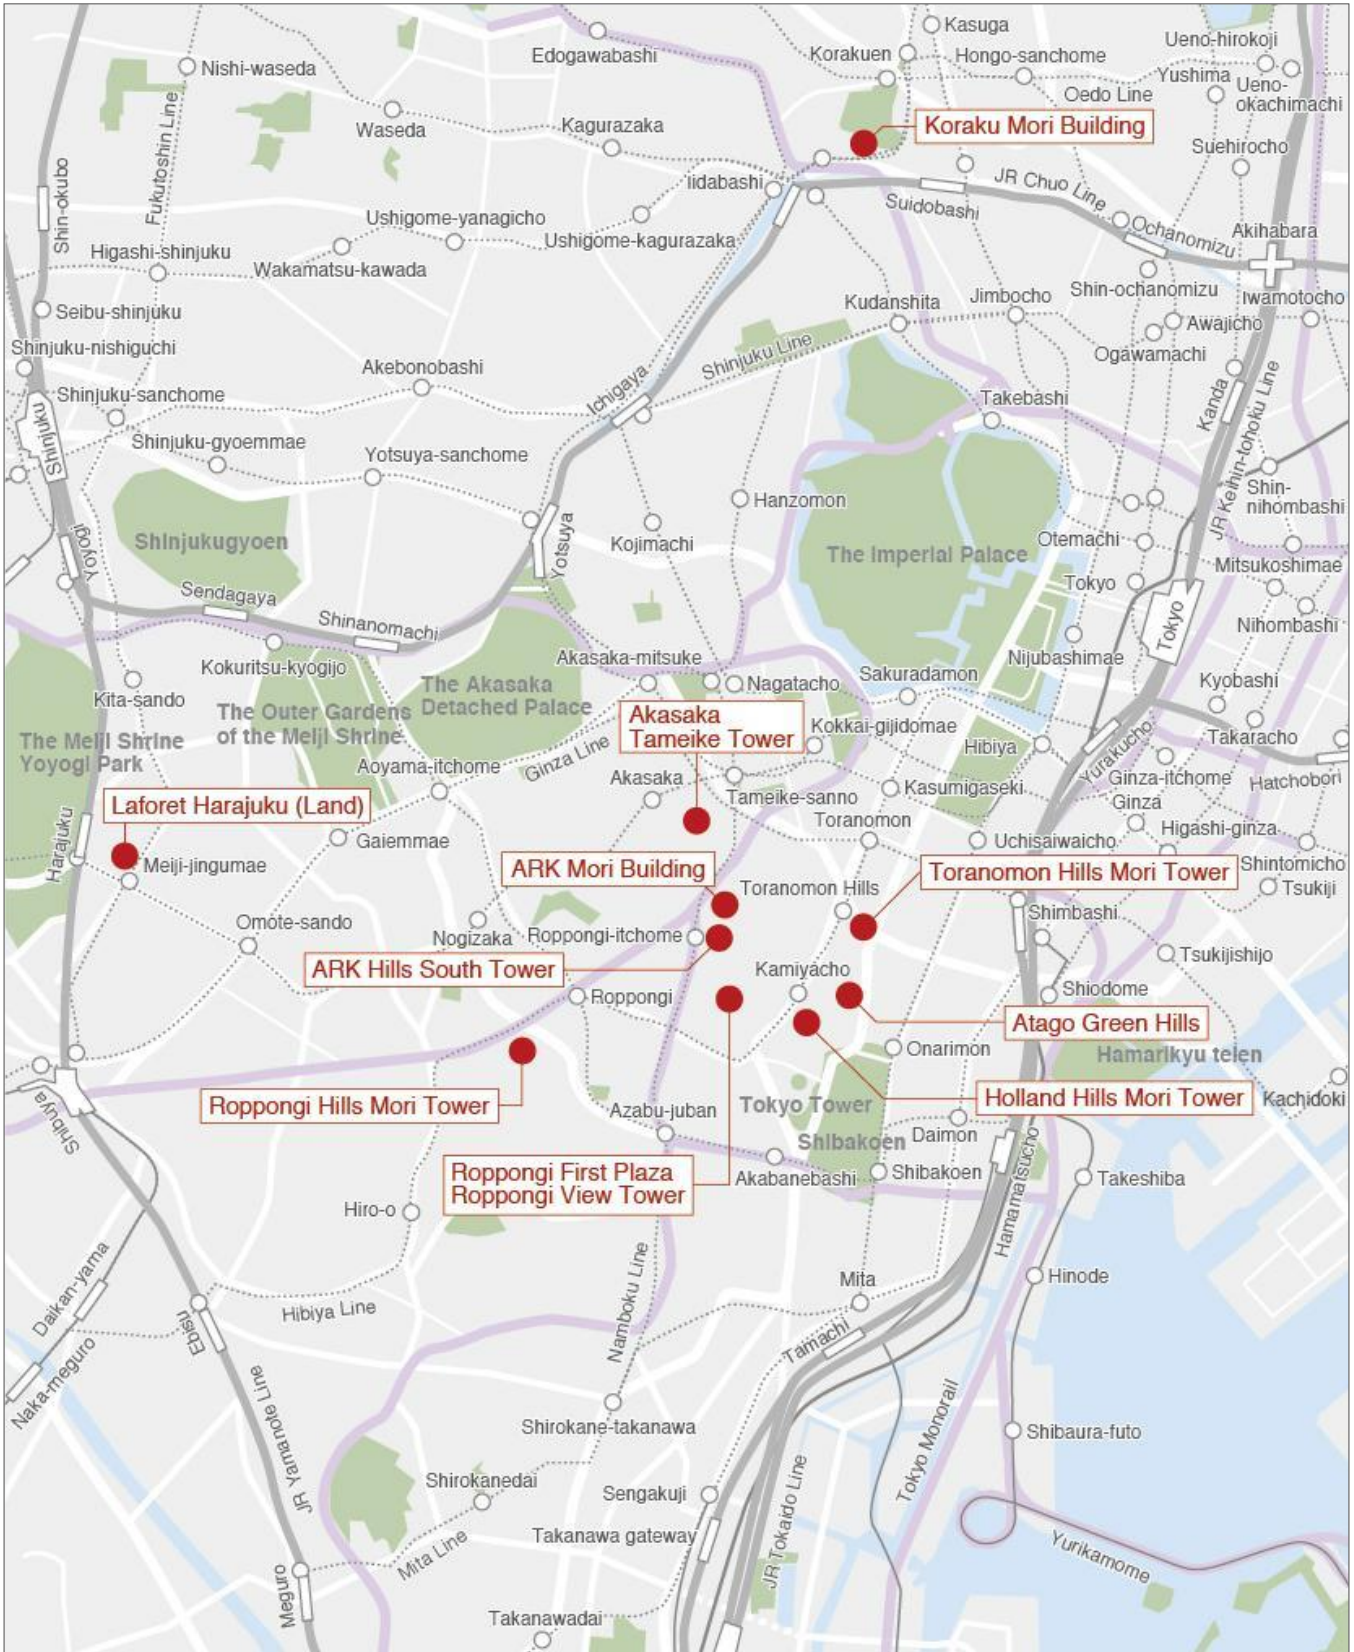 Kasuga
Edogawabashi
Korakuen
Hongo-sanchome
Ueno-hirokoji
Nishi-waseda
Yushima
Ueno-
okachimachi
Oedo Line
Waseda
Kagurazaka
Koraku Mori Building
Suehirocho
Fukutoshin Line
Shin-okubo
Iidabashi
JR Chuo Line
Suidobashi
Ushigome-yanagicho
Ushigome-kagurazaka
Ochanomizu
Akihabara
Higashi-shinjuku
Wakamatsu-kawada
Shin-ochanomizu
Iwamotocho
Kudanshita
Jimbocho
Seibu-shinjuku
Awajicho
Shinjuku-nishiguchi
Shinjuku Line
Ogawamachi
Akebonobashi
Ichigaya
Kanda
JR Keihin-tohoku Line
Shinjuku-sanchome
Takebashi
Shinjuku
Shinjuku-gyoemmae
Yotsuya-sanchome
Hanzomon
Shin-
nihombashi
Yoyogi
Shinjukugyoen
Yotsuya
Kojimachi
The Imperial Palace
Otemachi
Mitsukoshimae
Tokyo
Sendagaya
Shinanomachi
Tokyo
Nihombashi
Kokuritsu-kyogijo
Akasaka-mitsuke
Nijubashimae
Kita-sando
The Akasaka
Detached Palace
Nagatacho
Sakuradamon
Kyobashi
The Outer Gardens
of the Meiji Shrine
Akasaka
Tameike Tower
Kokkai-gijidomae
Hibiya
Yurakucho
Takaracho
The Meiji Shrine
Yoyogi Park
Ginza Line
Aoyama-itchome
Akasaka
Ginza-itchome
Hatchobori
Kasumigaseki
Tameike-sanno
Ginza
Laforet Harajuku (Land)
Toranomon
Harajuku
Gaiemmae
Uchisaiwaicho
Higashi-ginza
Meiji-jingumae
ARK Mori Building
Toranomon Hills Mori Tower
Shintomicho
Tsukiji
Toranomon Hills
Omote-sando
Shimbashi
Nogizaka
Roppongi-itchome
Tsukijishijo
ARK Hills South Tower
Kamiyacho
Roppongi
Shiodome
Atago Green Hills
Onarimon
Hamarikyu teien
Roppongi Hills Mori Tower
Holland Hills Mori Tower
Kachidoki
Tokyo Tower
Azabu-juban
Shibuya
Daimon
Shibakoen
Hamamatsucho
Roppongi First Plaza
Roppongi View Tower
Akabanebashi
Shibakoen
Takeshiba
Hiro-o
Daikan-yama
Mita
Hinode
Ebisu
Hibiya Line
Namboku Line
Tamachi
Naka-meguro
JR Yamanote Line
Tokyo Monorail
Shirokane-takanawa
Shibaura-futo
Shirokanedai
Sengakuji
JR Tokaido Line
Takanawa gateway
Mita Line
Yurikamome
Meguro
Takanawadai